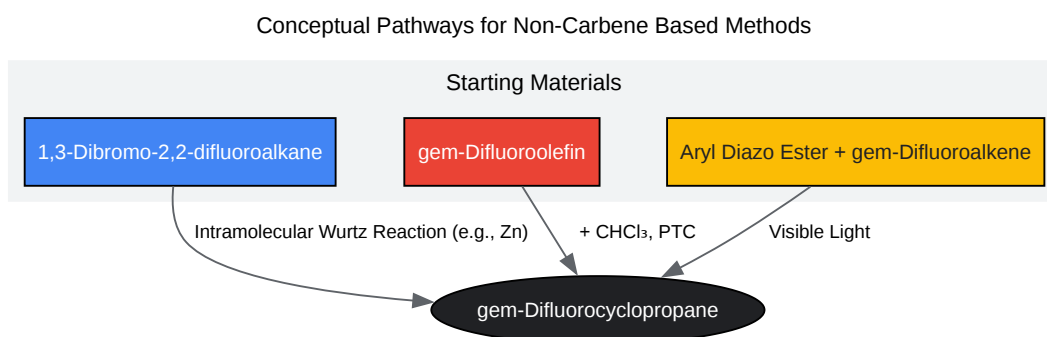 Conceptual Pathways for Non-Carbene Based Methods
Starting Materials
1,3-Dibromo-2,2-difluoroalkane
gem-Difluoroolefin
Aryl Diazo Ester + gem-Difluoroalkene
Intramolecular Wurtz Reaction (e.g., Zn)
+ CHCl₃, PTC
Visible Light
gem-Difluorocyclopropane